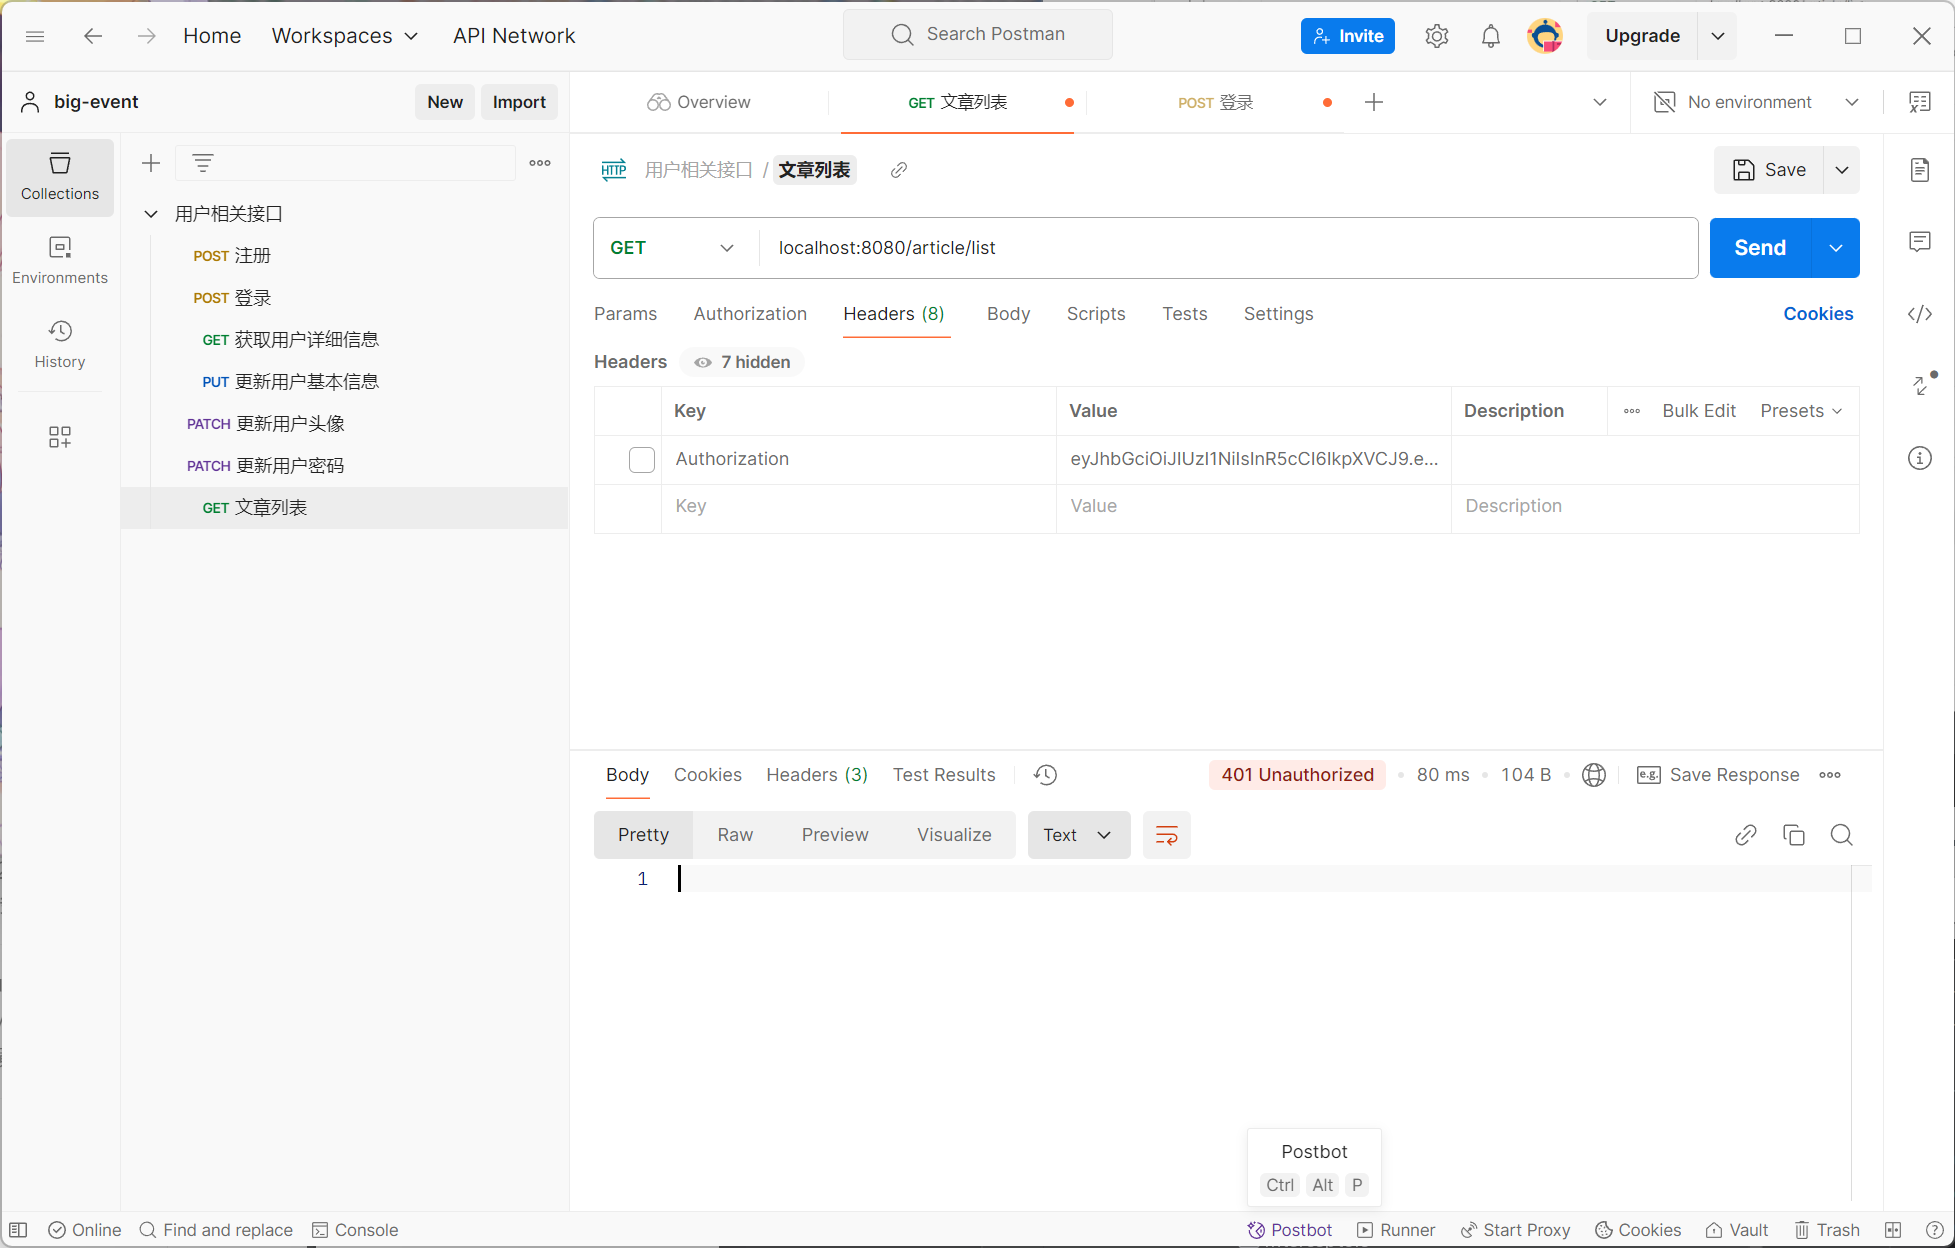 Home
Workspaces
API Network
Search Postman
Invite
Upgrade
big-event
New
Import
Overview
GET 文章列表
POST 登录
No environment
Collections
Environments
History
用户相关接口
POST 注册
POST 登录
GET 获取用户详细信息
PUT 更新用户基本信息
PATCH 更新用户头像
PATCH 更新用户密码
GET 文章列表
HTTP 用户相关接口 / 文章列表
Save
GET
localhost:8080/article/list
Send
Params
Authorization
Headers (8)
Body
Scripts
Tests
Settings
Cookies
Headers
7 hidden
Key
Value
Description
Bulk Edit
Presets
Authorization
eyJhbGciOiJIUzI1NiIsInR5cCI6IkpXVCJ9.e...
Key
Value
Description
Body
Cookies
Headers (3)
Test Results
401 Unauthorized
80 ms
104 B
e.g. Save Response
Pretty
Raw
Preview
Visualize
Text
1
Postbot
Ctrl Alt P
Online
Find and replace
Console
Postbot
Runner
Start Proxy
Cookies
Vault
Trash